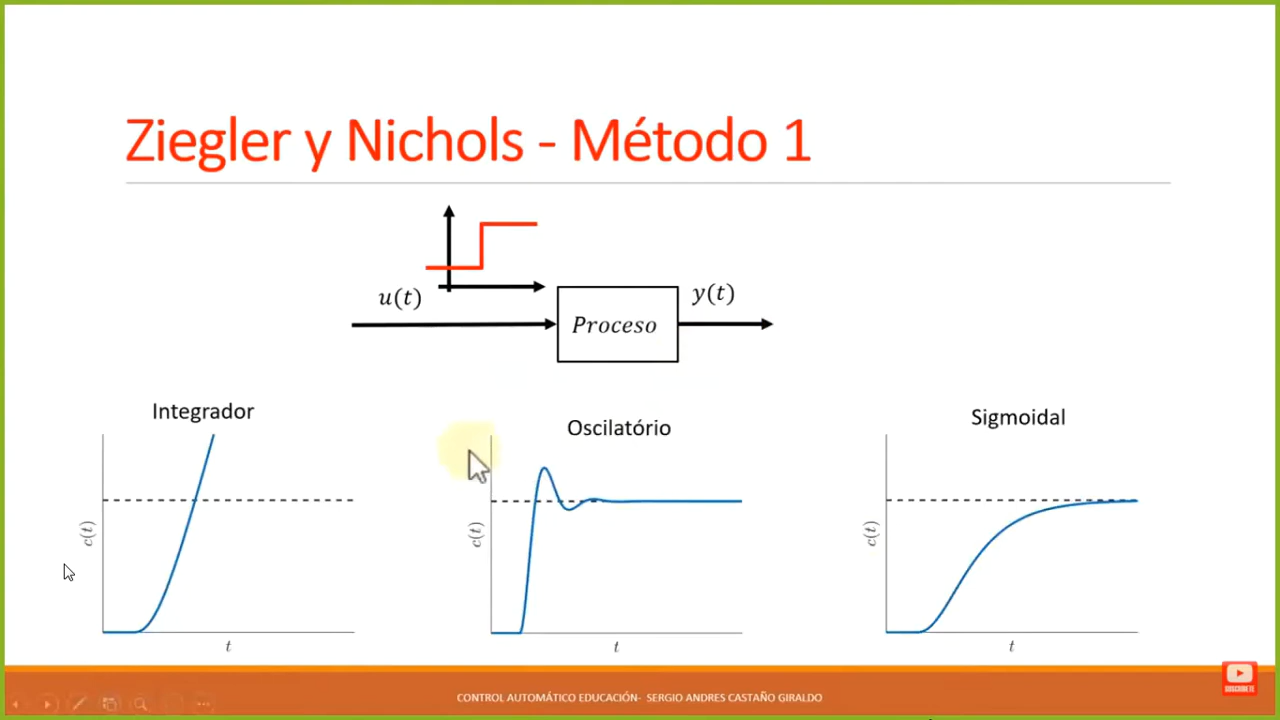 Ziegler y Nichols - Método 1
u(t)
y(t)
Proceso
Integrador
Oscilatório
Sigmoidal
c(t)
c(t)
c(t)
t
t
t
CONTROL AUTOMÁTICO EDUCACIÓN- SERGIO ANDRES CASTAÑO GIRALDO